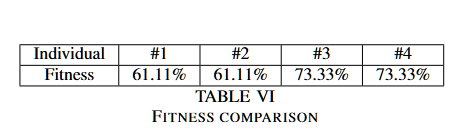 Individual #1 #2 #3 #4
Fitness 61.11% 61.11% 73.33% 73.33%
TABLE VI
FITNESS COMPARISON